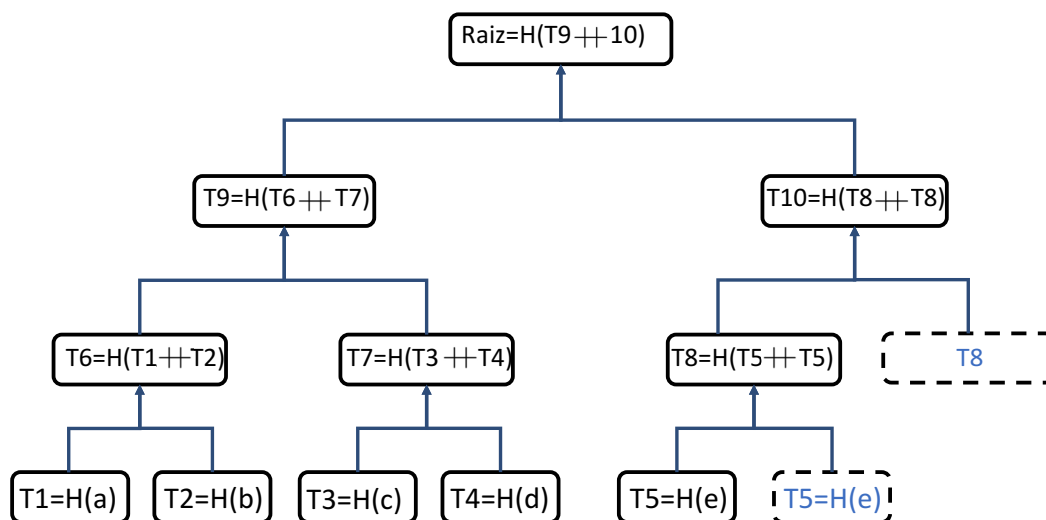 Raiz=H(T9 ++ 10)
T9=H(T6 ++ T7)
T10=H(T8 ++ T8)
T6=H(T1 ++ T2)
T7=H(T3 ++ T4)
T8=H(T5 ++ T5)
T8
T1=H(a)
T2=H(b)
T3=H(c)
T4=H(d)
T5=H(e)
T5=H(e)